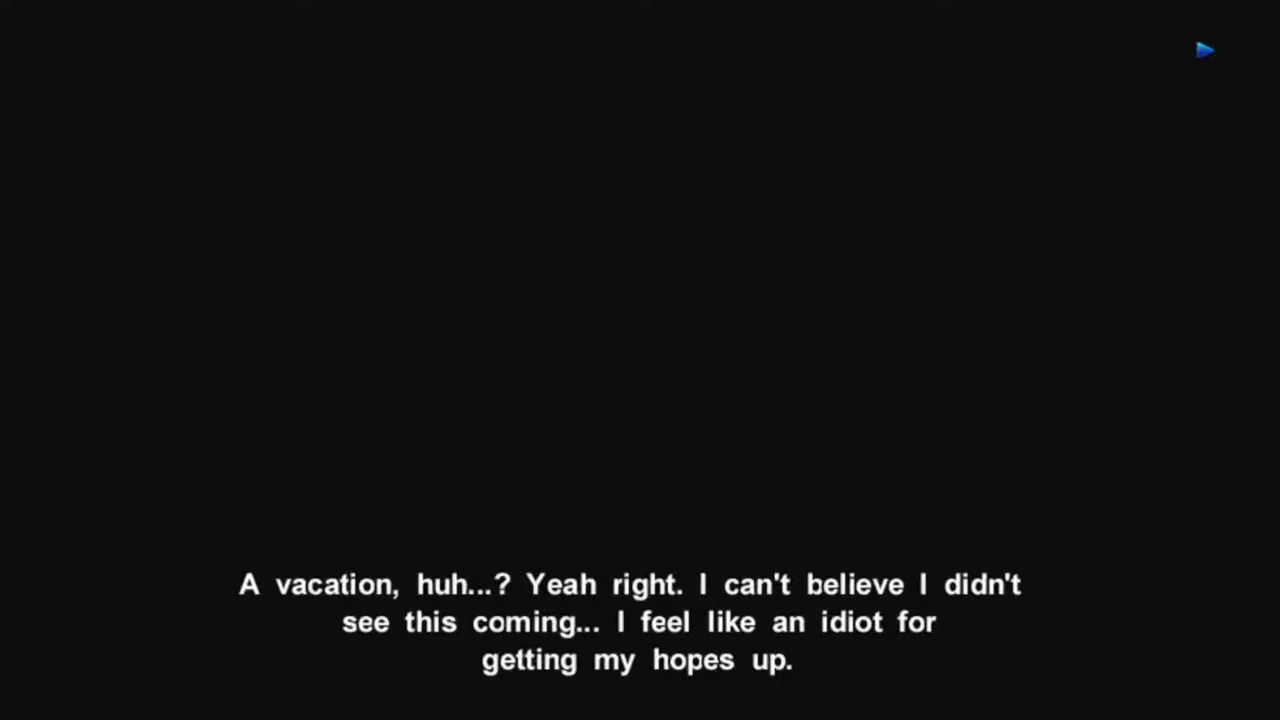 A vacation, huh...? Yeah right. I can't believe I didn't
see this coming... I feel like an idiot for
getting my hopes up.